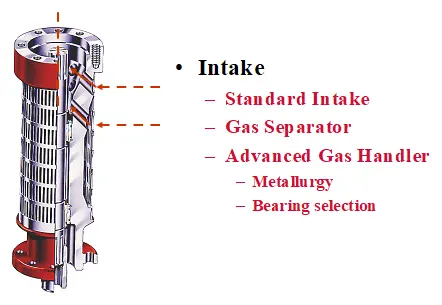 • Intake
– Standard Intake
– Gas Separator
– Advanced Gas Handler
– Metallurgy
– Bearing selection